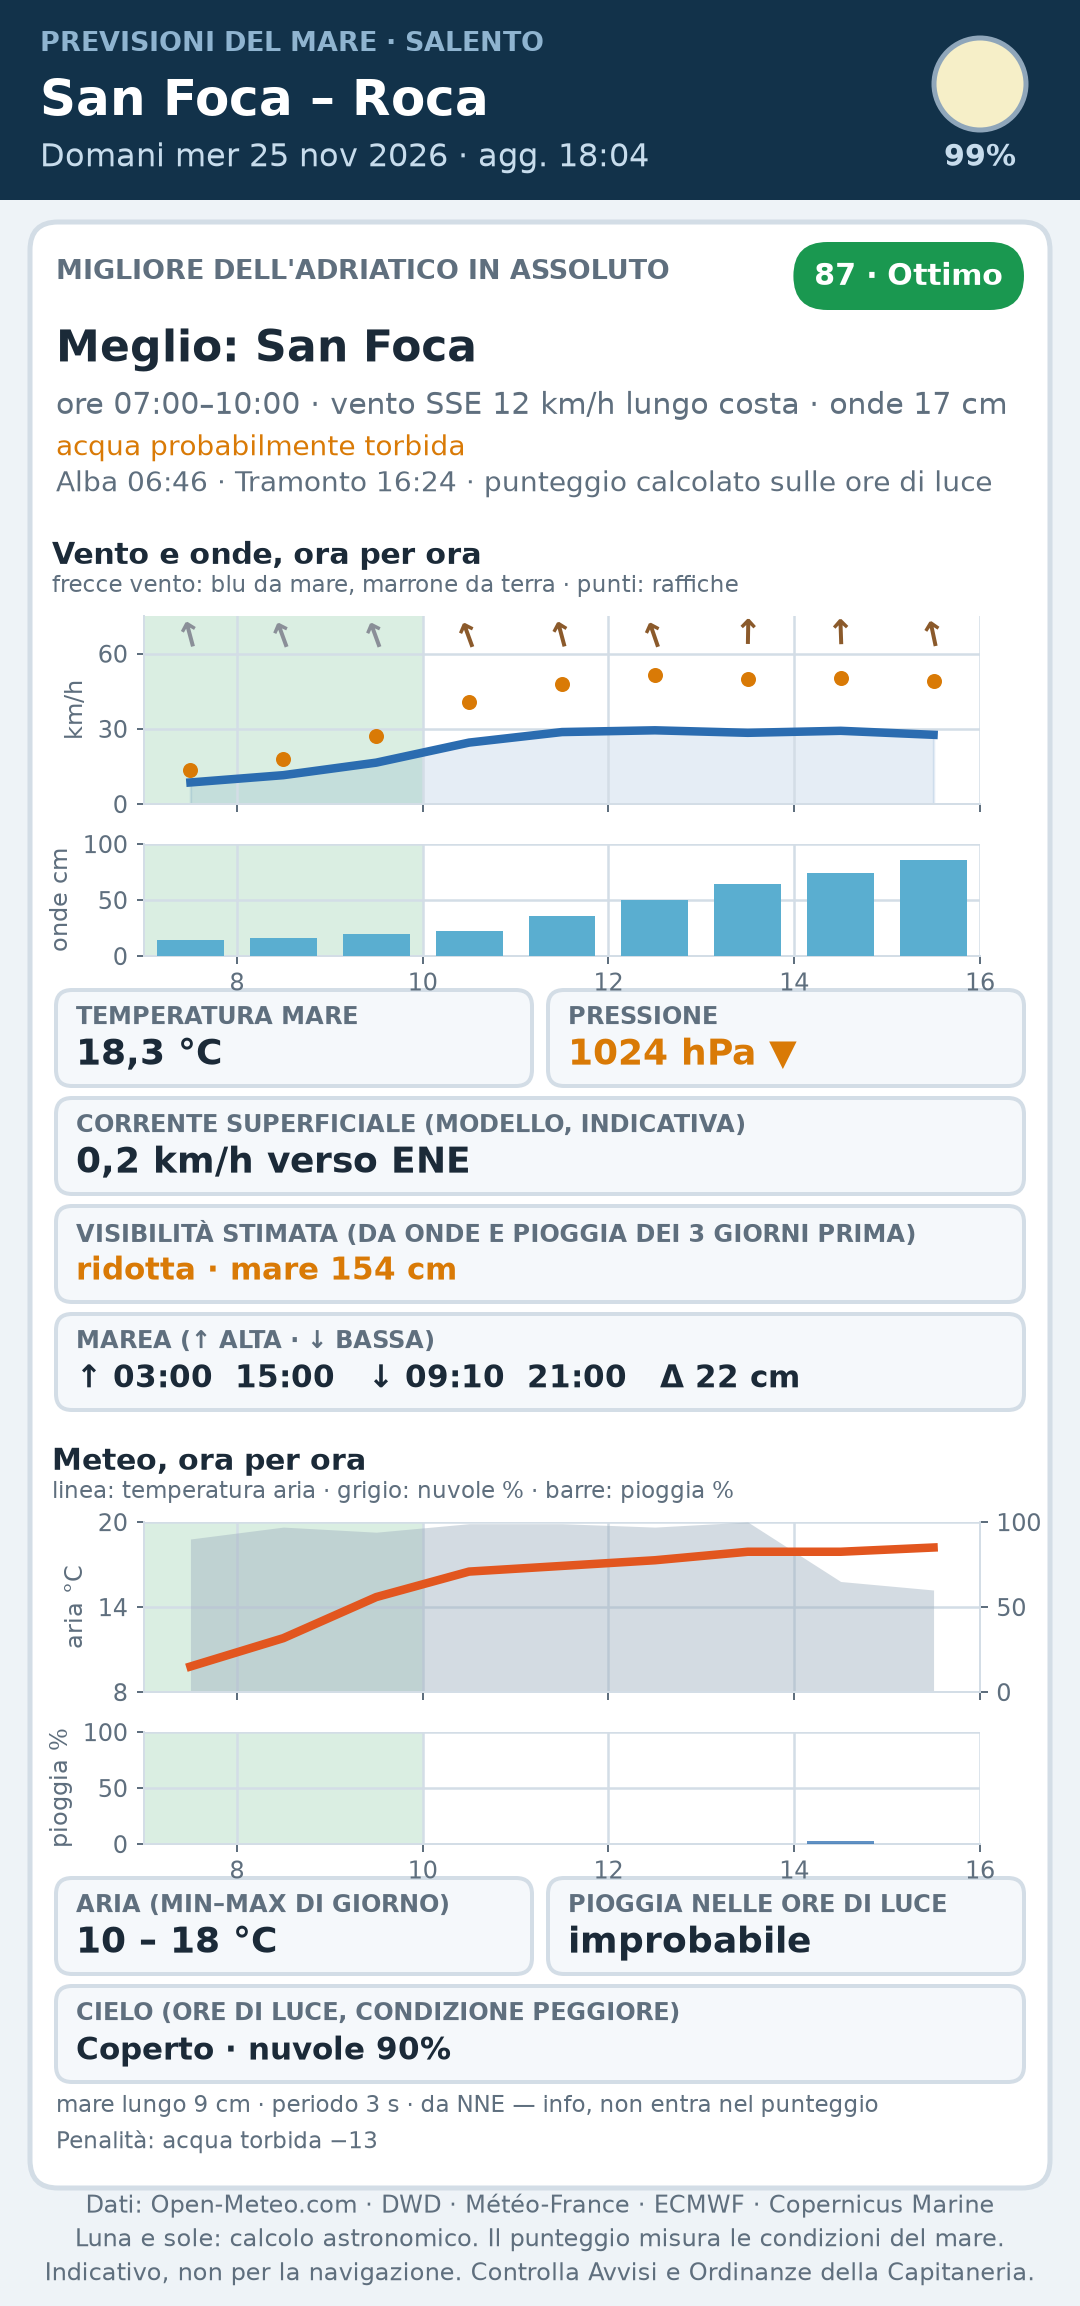 PREVISIONI DEL MARE · SALENTO
San Foca – Roca
Domani mer 25 nov 2026 · agg. 18:04
99%
MIGLIORE DELL'ADRIATICO IN ASSOLUTO
87 · Ottimo
Meglio: San Foca
ore 07:00–10:00 · vento SSE 12 km/h lungo costa · onde 17 cm
acqua probabilmente torbida
Alba 06:46 · Tramonto 16:24 · punteggio calcolato sulle ore di luce
Vento e onde, ora per ora
frecce vento: blu da mare, marrone da terra · punti: raffiche
km/h
60
30
0
onde cm
100
50
0
8 10 12 14 16
TEMPERATURA MARE
18,3 °C
PRESSIONE
1024 hPa ▼
CORRENTE SUPERFICIALE (MODELLO, INDICATIVA)
0,2 km/h verso ENE
VISIBILITÀ STIMATA (DA ONDE E PIOGGIA DEI 3 GIORNI PRIMA)
ridotta · mare 154 cm
MAREA (↑ ALTA · ↓ BASSA)
↑ 03:00 15:00 ↓ 09:10 21:00 Δ 22 cm
Meteo, ora per ora
linea: temperatura aria · grigio: nuvole % · barre: pioggia %
aria °C
20
14
8
100
50
0
pioggia %
100
50
0
8 10 12 14 16
ARIA (MIN–MAX DI GIORNO)
10 – 18 °C
PIOGGIA NELLE ORE DI LUCE
improbabile
CIELO (ORE DI LUCE, CONDIZIONE PEGGIORE)
Coperto · nuvole 90%
mare lungo 9 cm · periodo 3 s · da NNE — info, non entra nel punteggio
Penalità: acqua torbida −13
Dati: Open-Meteo.com · DWD · Météo-France · ECMWF · Copernicus Marine
Luna e sole: calcolo astronomico. Il punteggio misura le condizioni del mare.
Indicativo, non per la navigazione. Controlla Avvisi e Ordinanze della Capitaneria.